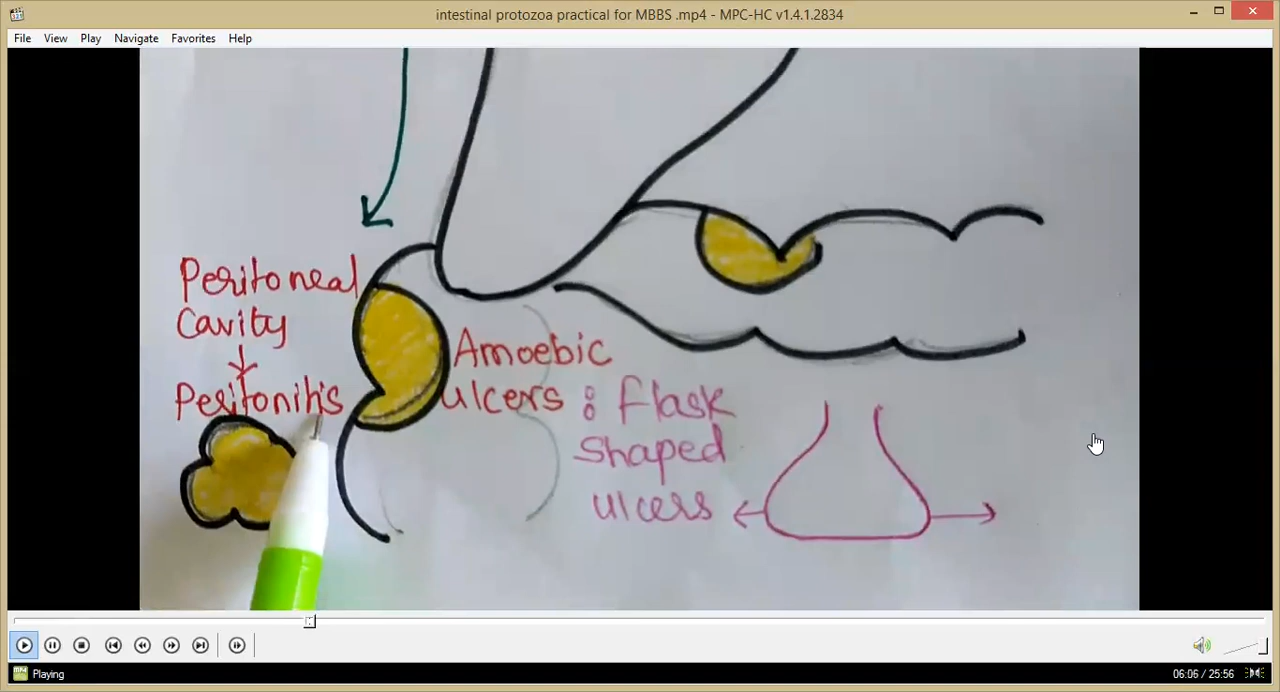 intestinal protozoa practical for MBBS .mp4 - MPC-HC v1.4.1.2834
File View Play Navigate Favorites Help
Peritoneal
Cavity
Peritonitis
Amoebic
ulcers : flask
shaped
ulcers
Playing
06:06 / 25:56